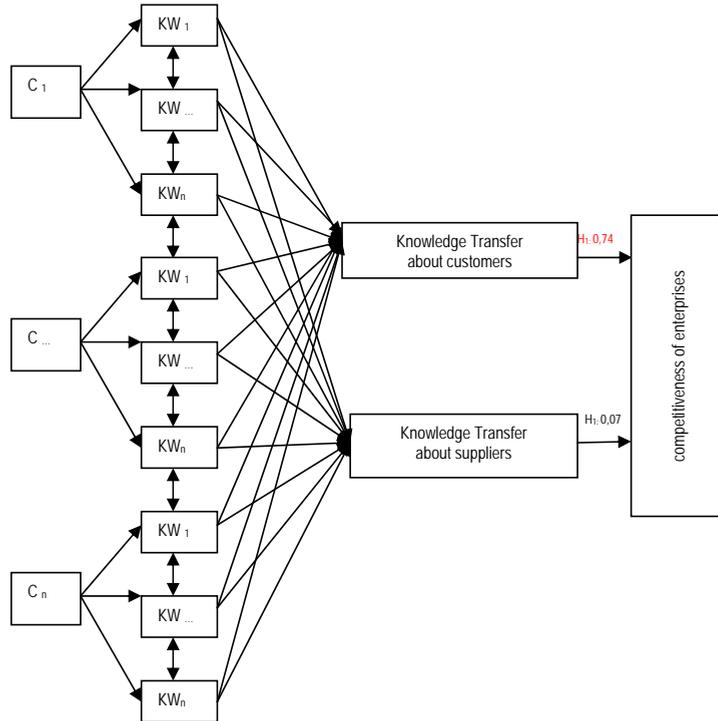 KW 1
C 1
KW ...
KWn
KW 1
C ...
KW ...
KWn
KW 1
C n
KW ...
KWn
Knowledge Transfer
about customers
H1: 0,74
Knowledge Transfer
about suppliers
H1: 0,07
competitiveness of enterprises